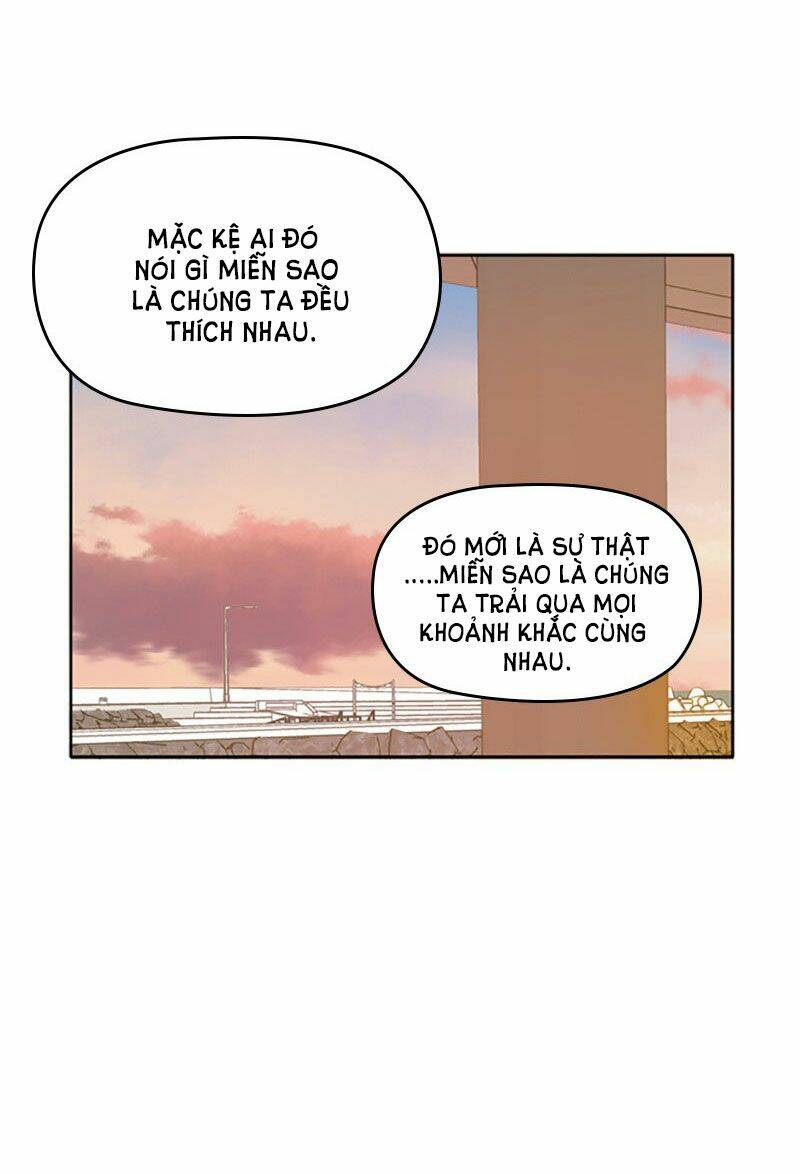 MẶC KỆ AI ĐÓ
NÓI GÌ MIỄN SAO
LÀ CHÚNG TA ĐỀU
THÍCH NHAU.
ĐÓ MỚI LÀ SỰ THẬT
.....MIỄN SAO LÀ CHÚNG
TA TRẢI QUA MỌI
KHOẢNH KHẮC CÙNG
NHAU.